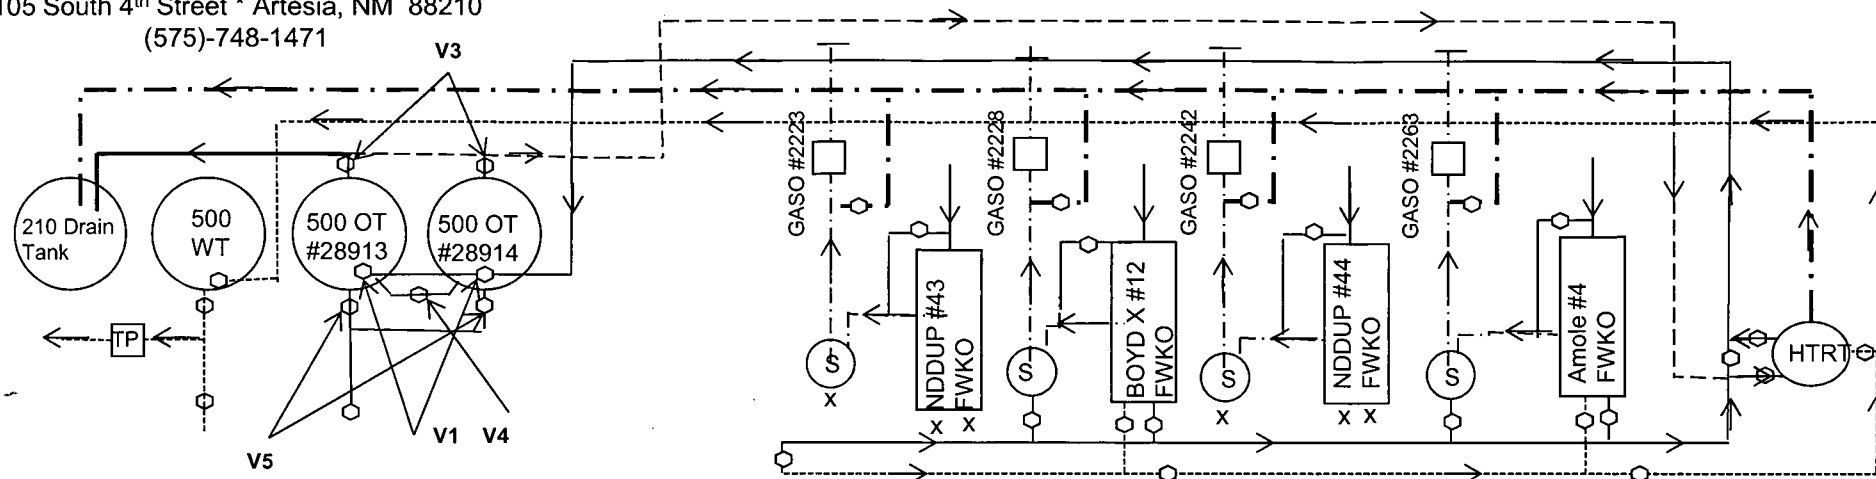 105 South 4th Street * Artesia, NM 88210
(575)-748-1471
V3
210 Drain
Tank
500
WT
500 OT
#28913
500 OT
#28914
TP
V5
V1
V4
GASO #2223
GASO #2228
GASO #2242
GASO #2263
S
X
NDDUP #43
FWKO
X X
S
BOYD X #12
FWKO
S
X
NDDUP #44
FWKO
X X
S
Amole #4
FWKO
HTRT